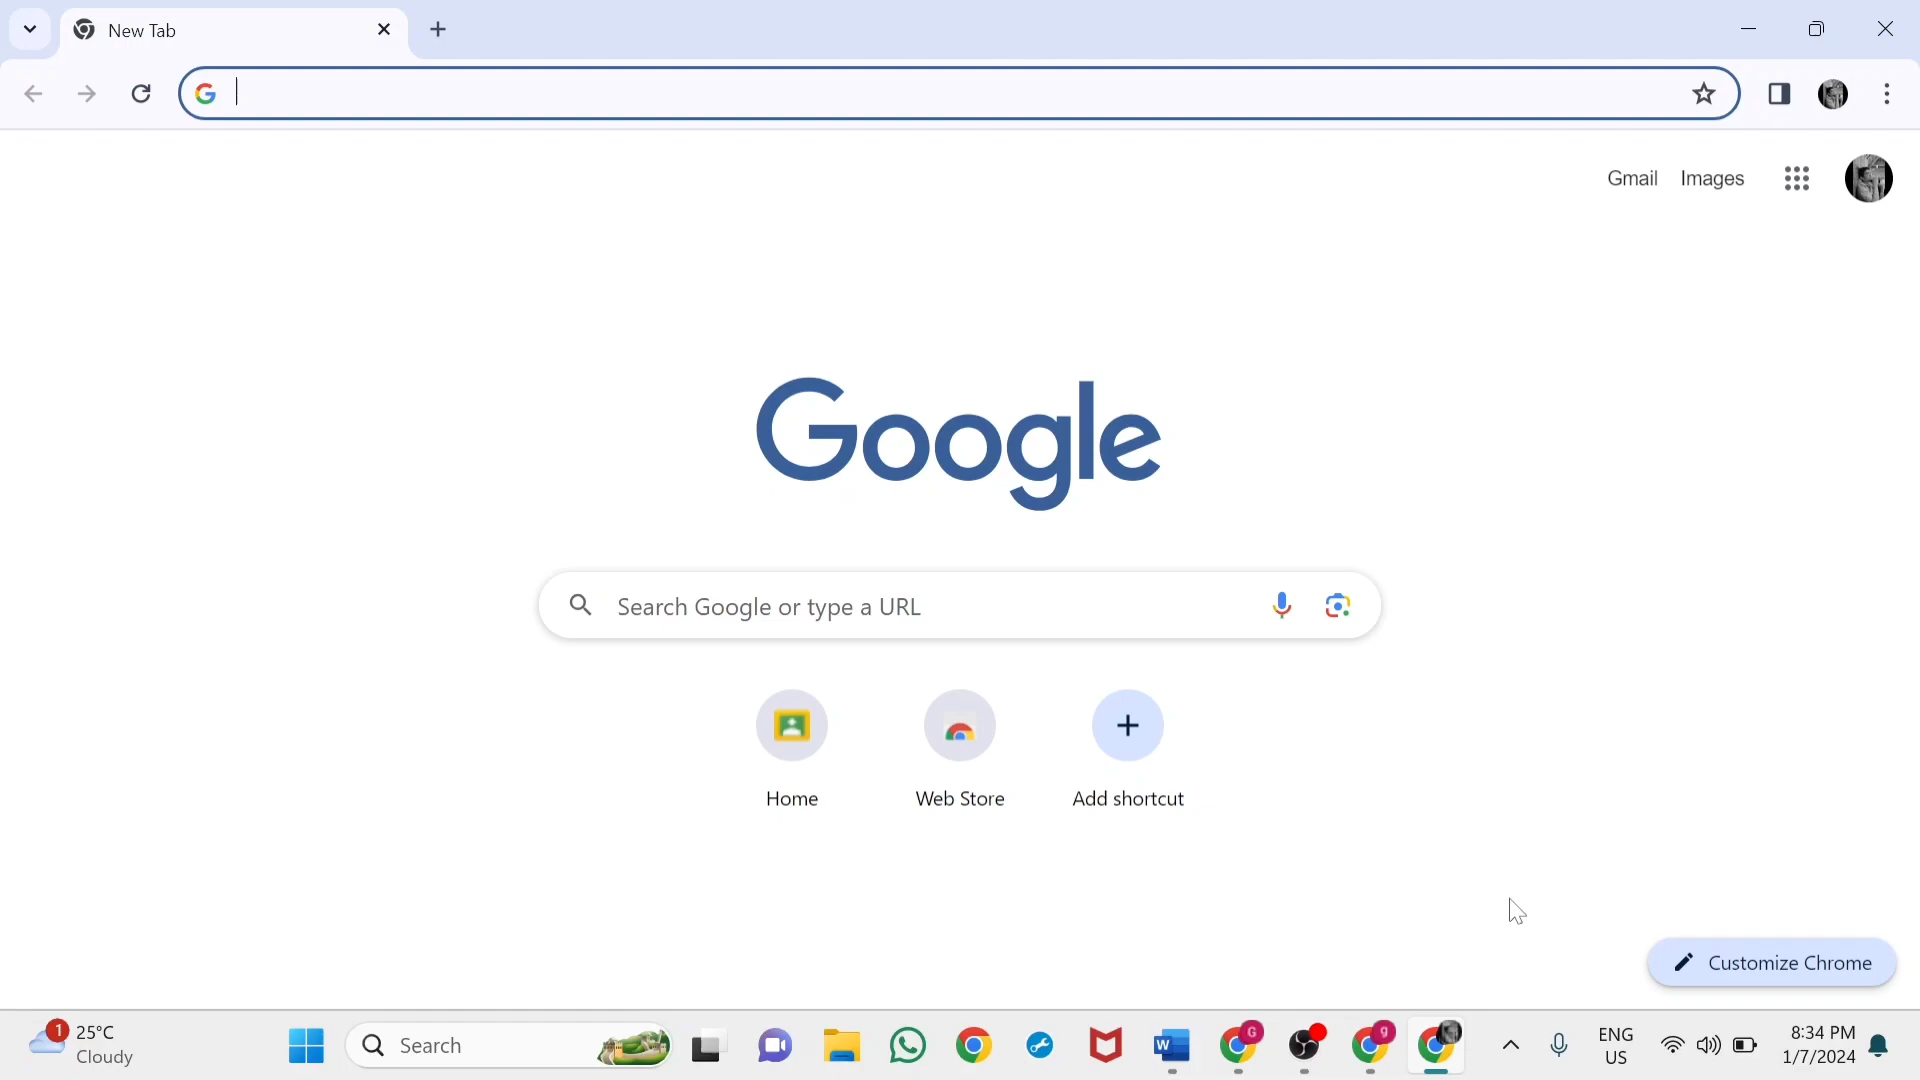 New Tab
Gmail Images
Google
Search Google or type a URL
Home Web Store Add shortcut
Customize Chrome
1 25°C
Cloudy
Search
W
G
g
ENG
US
8:34 PM
1/7/2024